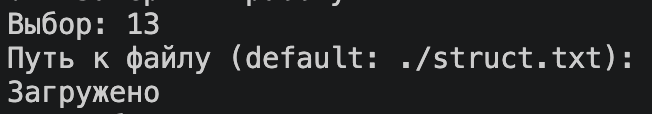 Выбор: 13
Путь к файлу (default: ./struct.txt):
Загружено